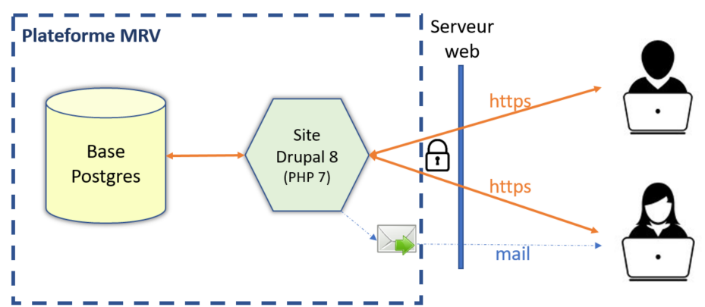 Plateforme MRV
Serveur
web
Base
Postgres
Site
Drupal 8
(PHP 7)
https
https
mail